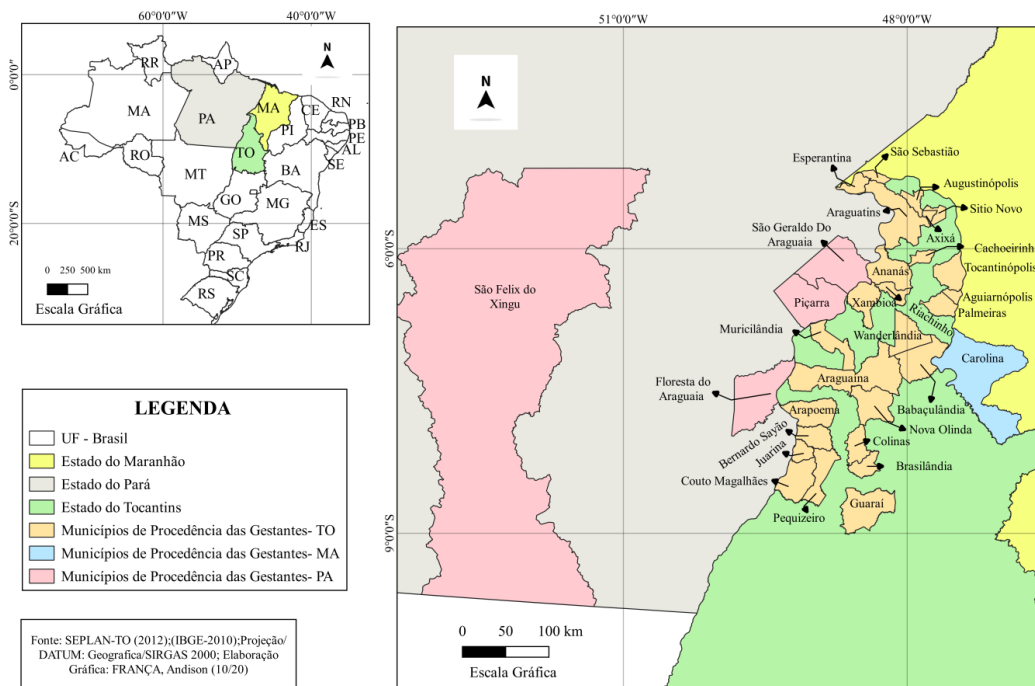 60°0'0"W
40°0'0"W
0°0'0"
20°0'0"S
N
RR
AP
MA
PA
MA
CE
RN
PB
PE
AL
SE
PI
AC
RO
TO
MT
BA
GO
MG
MS
ES
SP
RJ
PR
SC
RS
0 250 500 km
Escala Gráfica
LEGENDA
UF - Brasil
Estado do Maranhão
Estado do Pará
Estado do Tocantins
Municípios de Procedência das Gestantes- TO
Municípios de Procedência das Gestantes- MA
Municípios de Procedência das Gestantes- PA
Fonte: SEPLAN-TO (2012);(IBGE-2010);Projeção/
DATUM: Geografica/SIRGAS 2000; Elaboração
Gráfica: FRANÇA, Andison (10/20)
51°0'0"W
48°0'0"W
6°0'0"S
9°0'0"S
N
Esperantina
São Sebastião
Augustinópolis
Araguatins
Sitio Novo
Axixá
São Geraldo Do
Araguaia
Cachoeirinh
Ananás
Tocantinópolis
São Felix do
Xingu
Piçarra
Xambioá
Riachinho
Aguiarnópolis
Palmeiras
Muricilândia
Wanderlândia
Carolina
Floresta do
Araguaia
Araguaina
Babaçulândia
Arapoema
Nova Olinda
Bernardo Sayão
Colinas
Juarina
Brasilândia
Couto Magalhães
Guaraí
Pequizeiro
0 50 100 km
Escala Gráfica